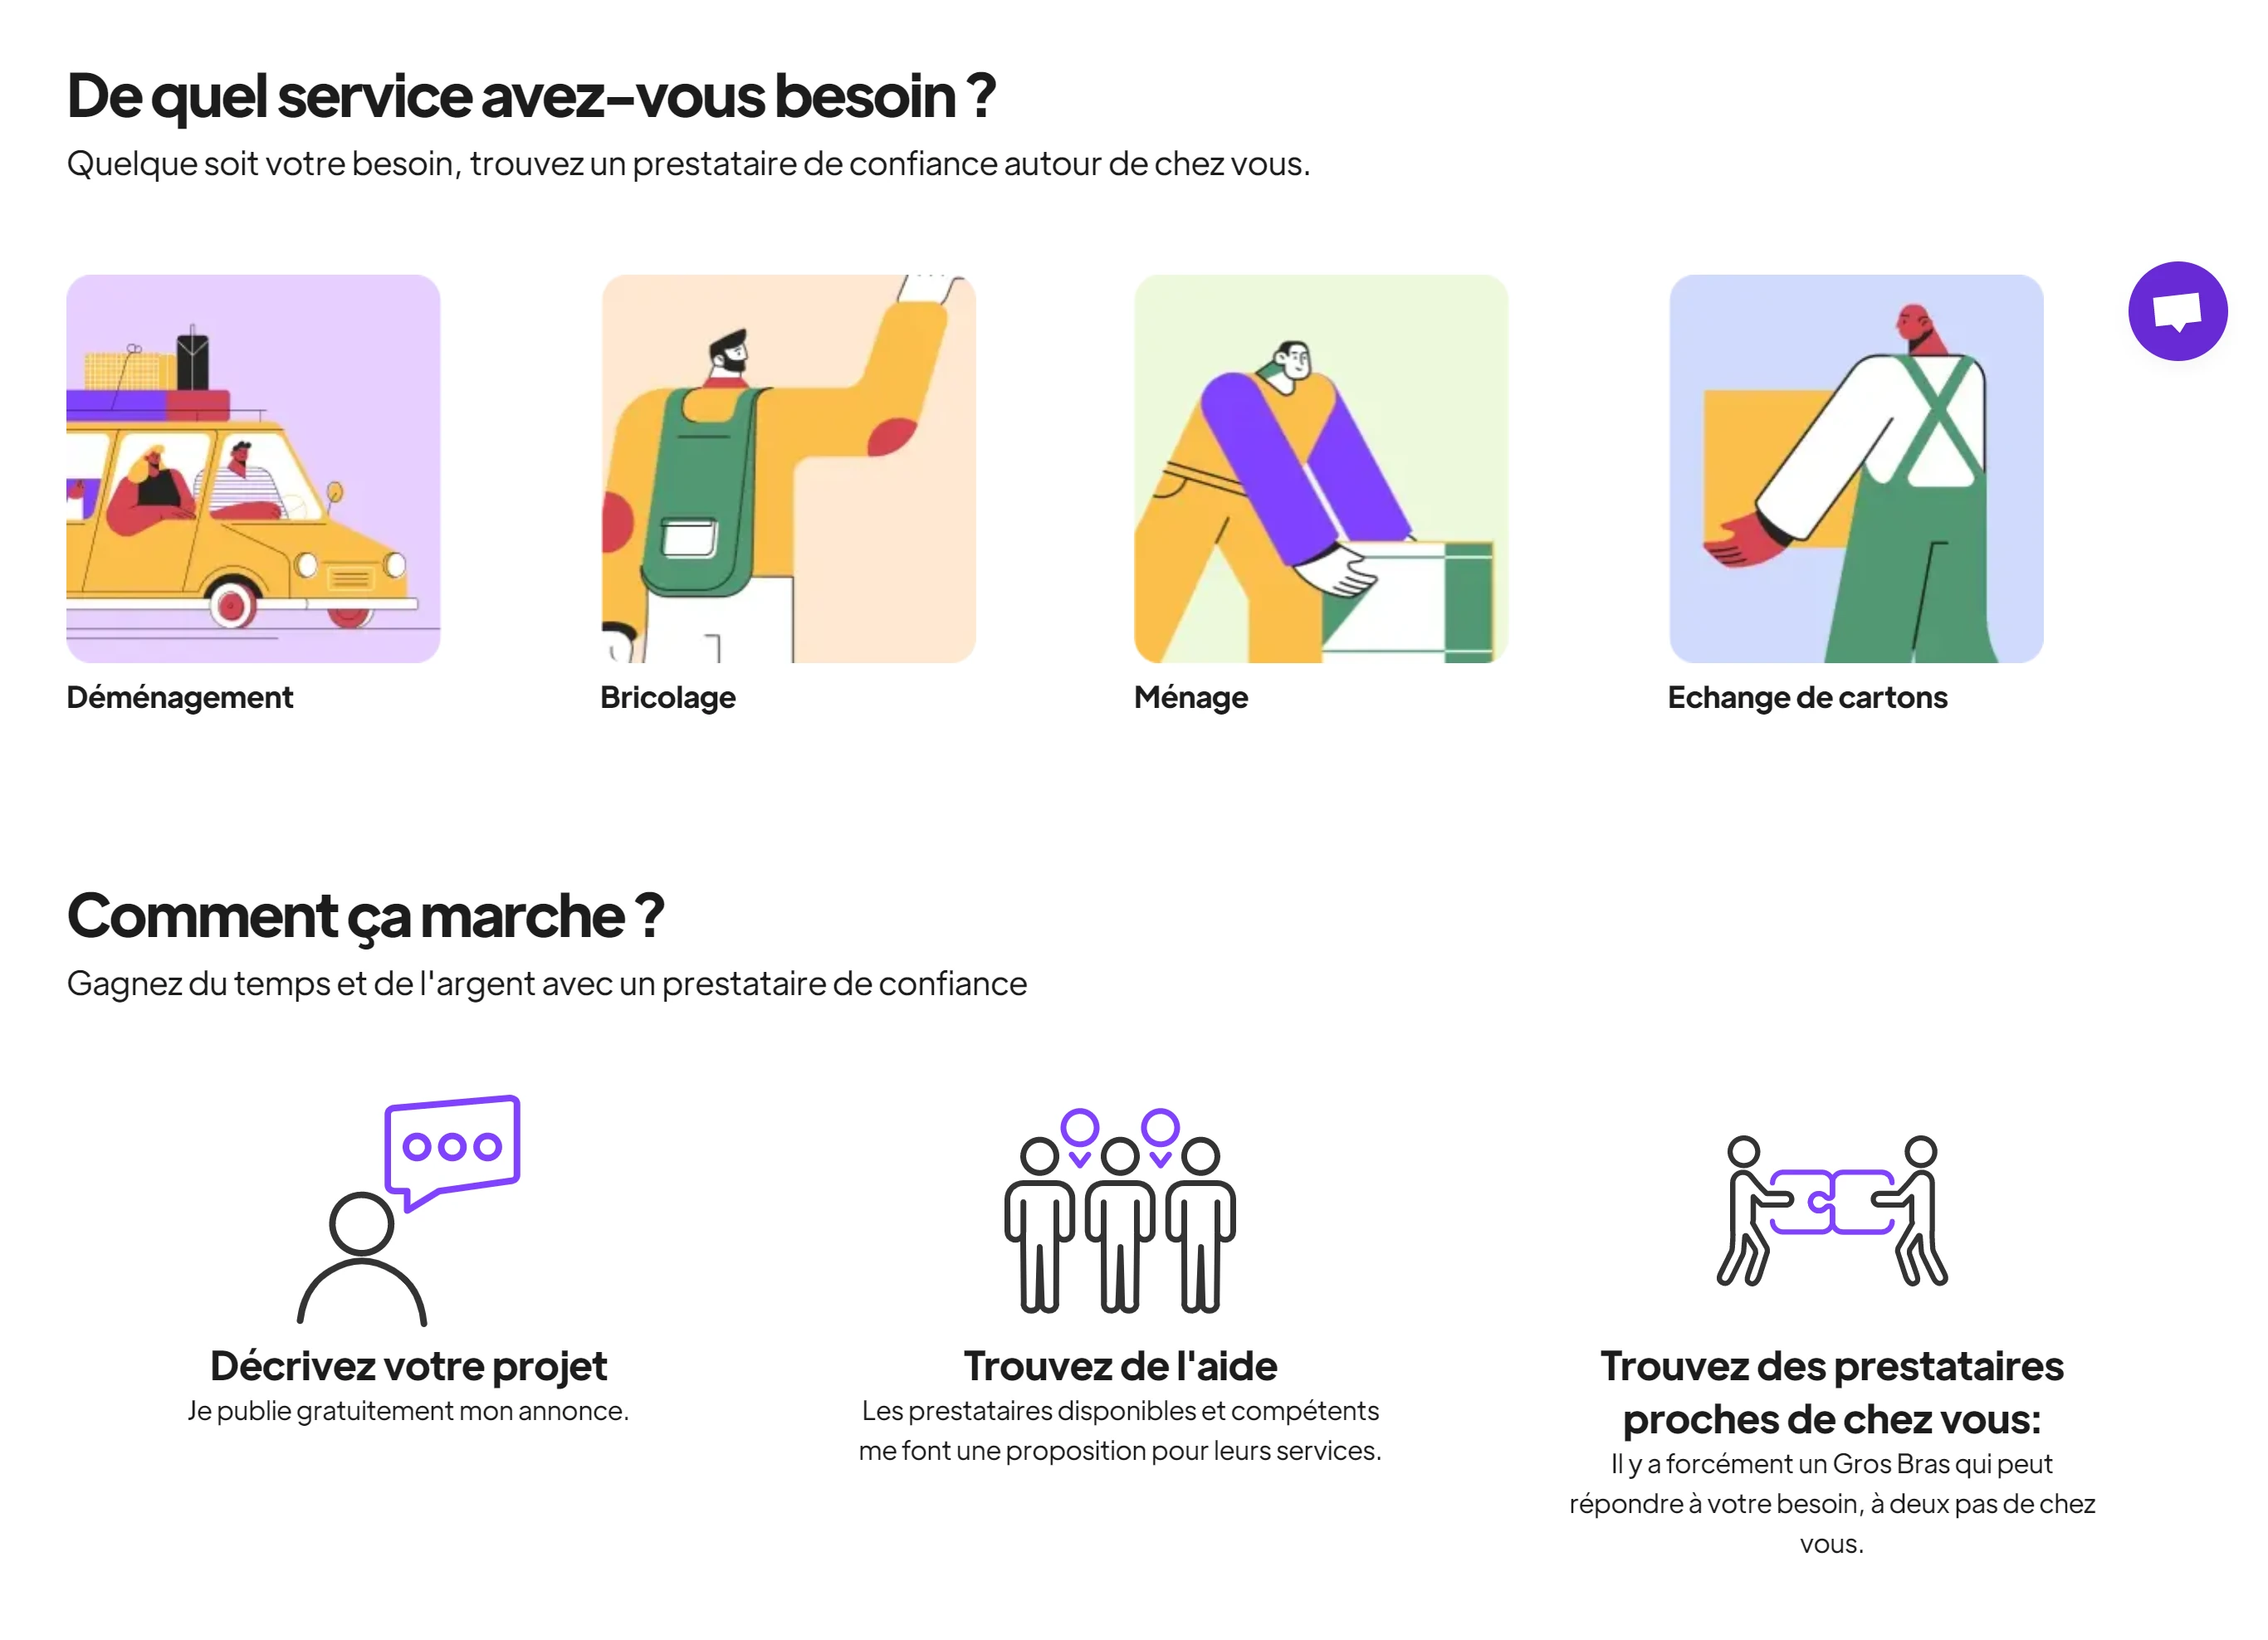 De quel service avez-vous besoin ?
Quelque soit votre besoin, trouvez un prestataire de confiance autour de chez vous.
Déménagement
Bricolage
Ménage
Echange de cartons
Comment ça marche ?
Gagnez du temps et de l'argent avec un prestataire de confiance
Décrivez votre projet
Je publie gratuitement mon annonce.
Trouvez de l'aide
Les prestataires disponibles et compétents
me font une proposition pour leurs services.
Trouvez des prestataires
proches de chez vous:
Il y a forcément un Gros Bras qui peut
répondre à votre besoin, à deux pas de chez
vous.